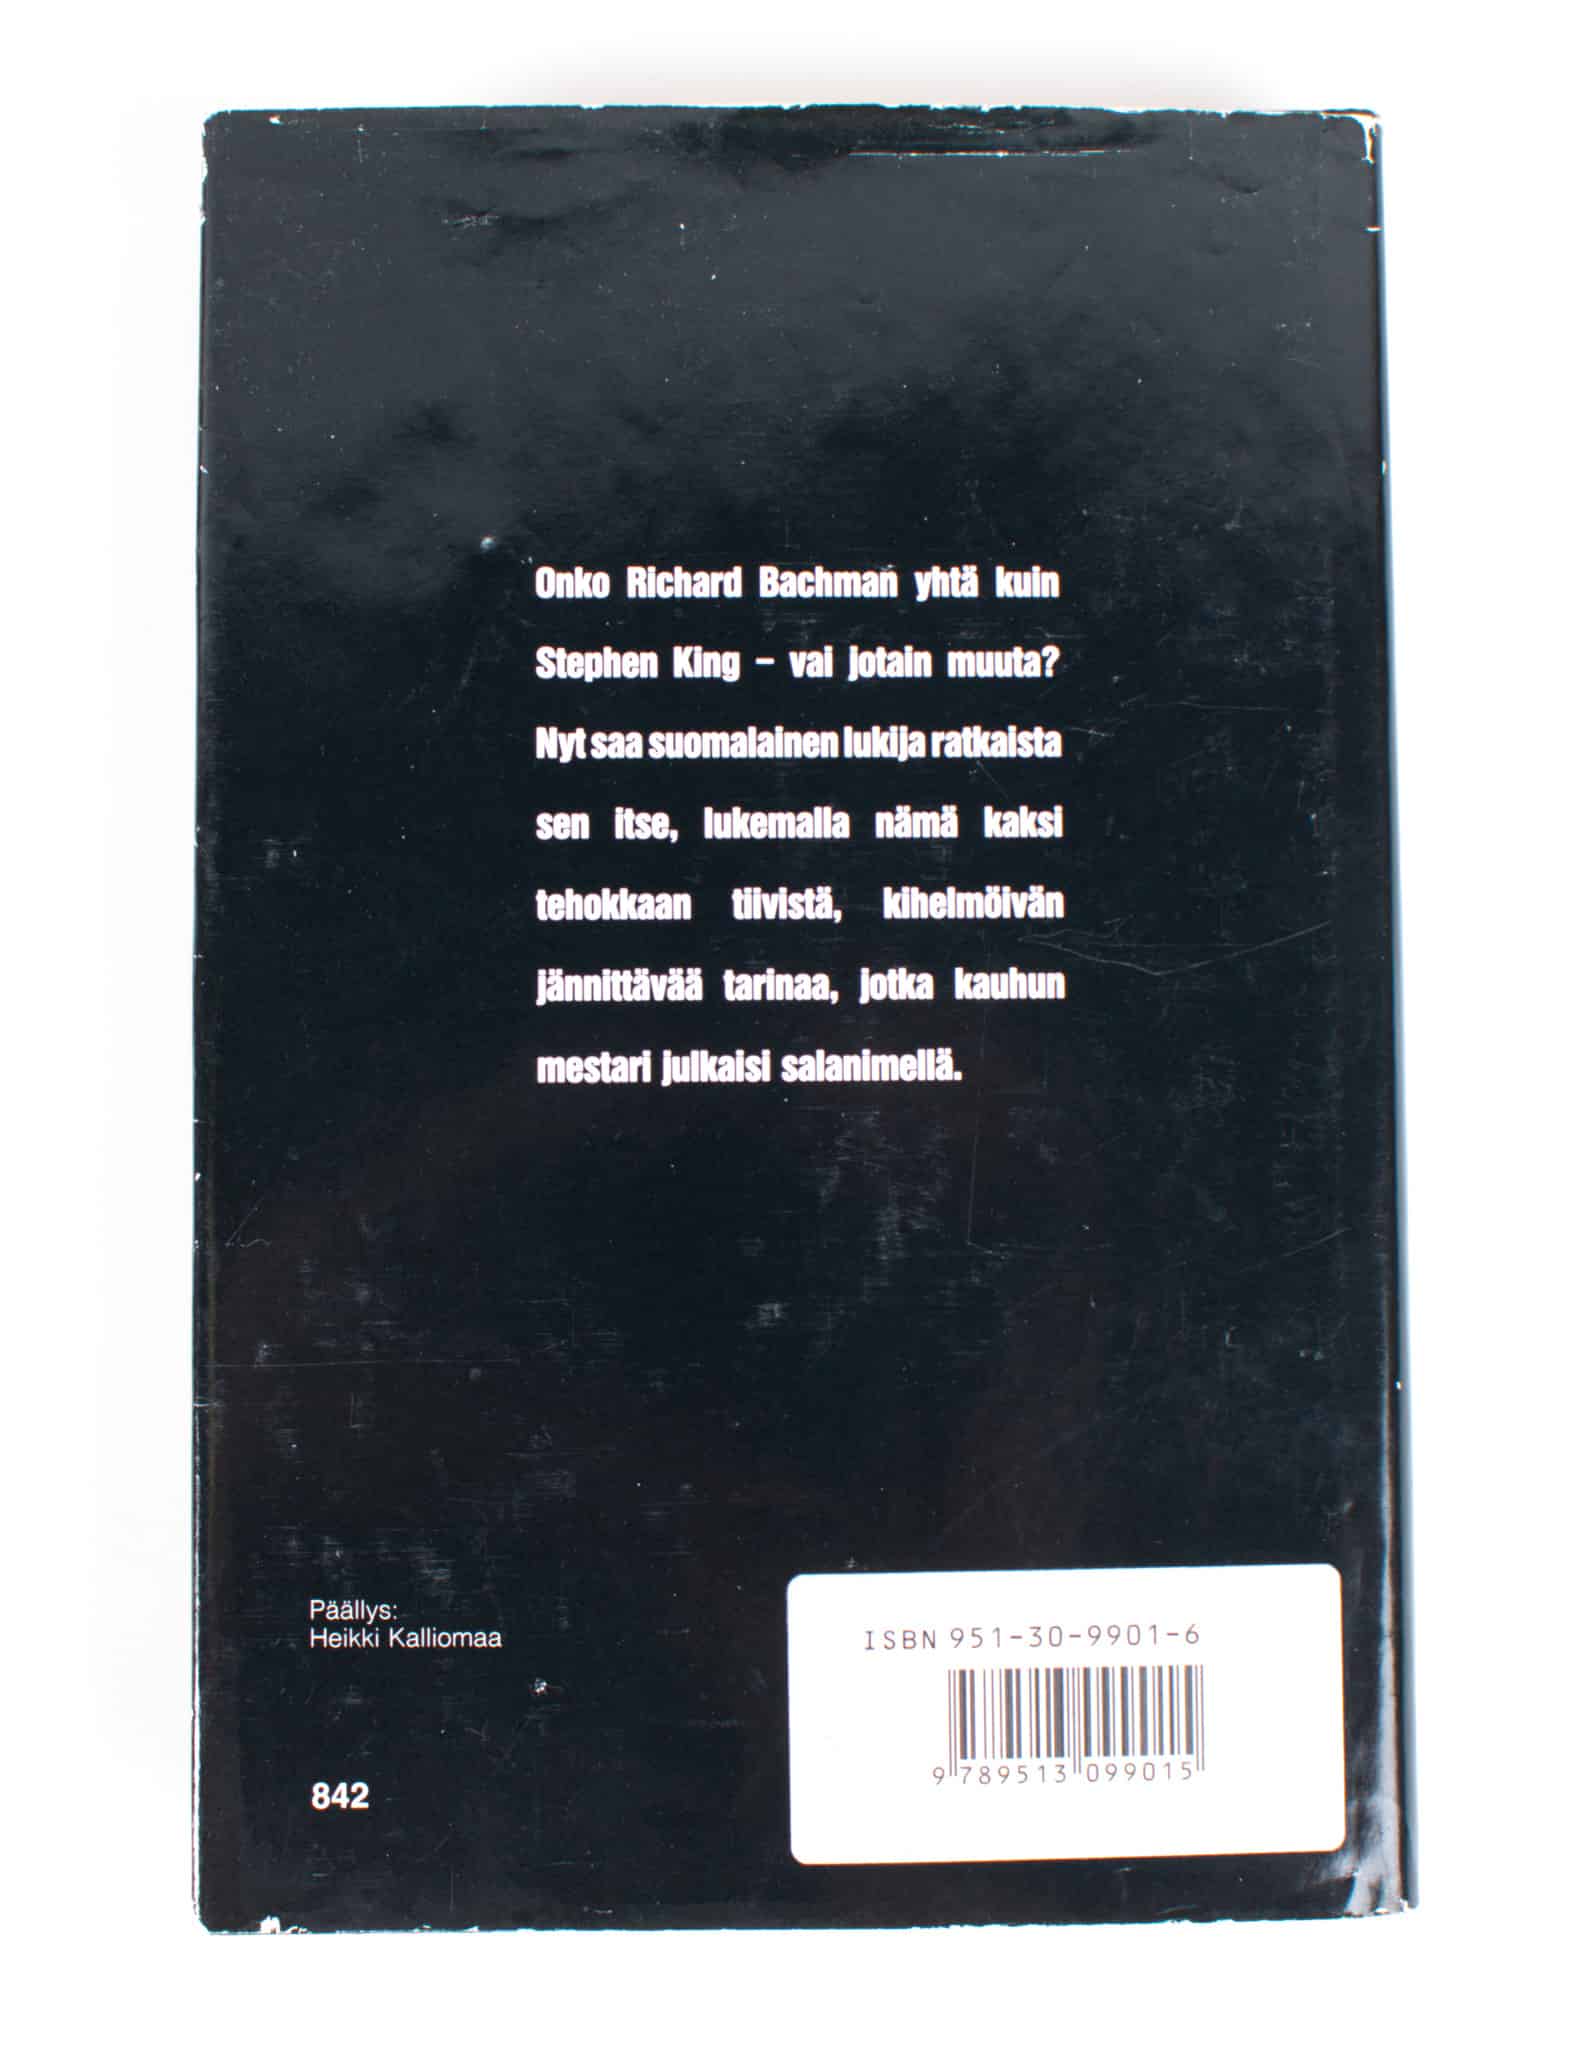 Onko Richard Bachman yhtä kuin
Stephen King – vai jotain muuta?
Nyt saa suomalainen lukija ratkaista
sen itse, lukemalla nämä kaksi
tehokkaan tiivistä, kihelmöivän
jännittävää tarinaa, jotka kauhun
mestari julkaisi salanimellä.
Päällys:
Heikki Kalliomaa
842
ISBN 951-30-9901-6
9 789513 099015